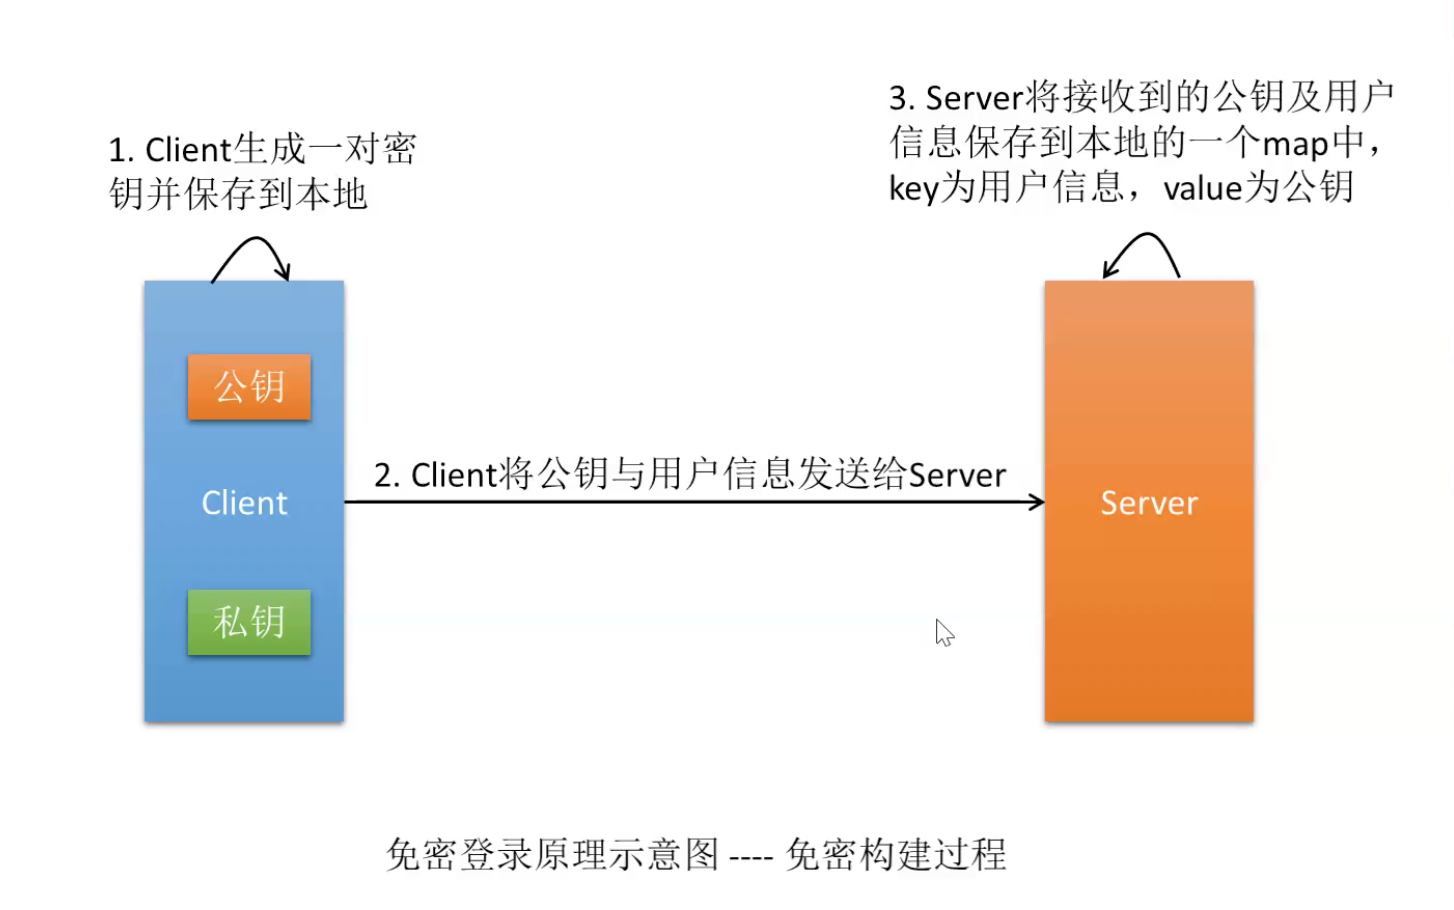 1. Client生成一对密
钥并保存到本地
3. Server将接收到的公钥及用户
信息保存到本地的一个map中，
key为用户信息，value为公钥
公钥
2. Client将公钥与用户信息发送给Server
Client
Server
私钥
免密登录原理示意图 ---- 免密构建过程